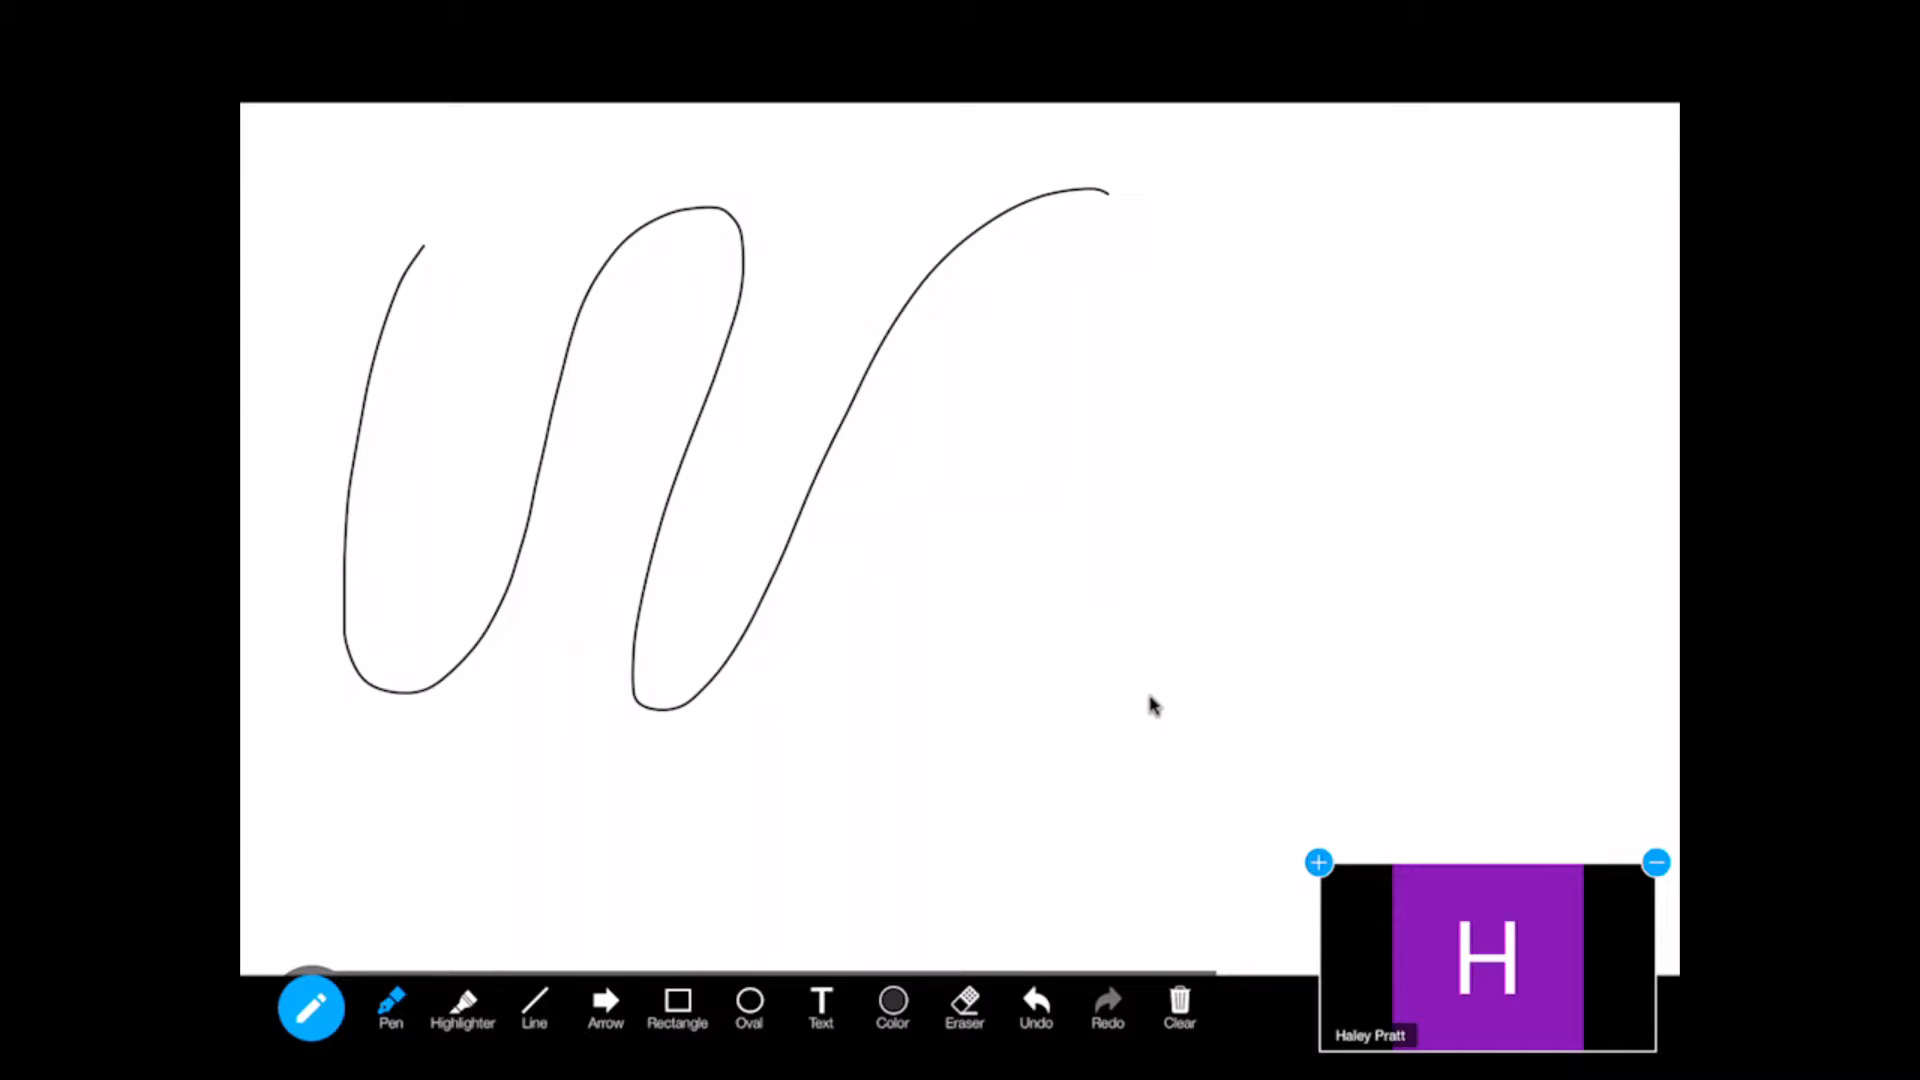 H
Haley Pratt
Pen Highlighter Line Arrow Rectangle Oval Text Color Eraser Undo Redo Clear